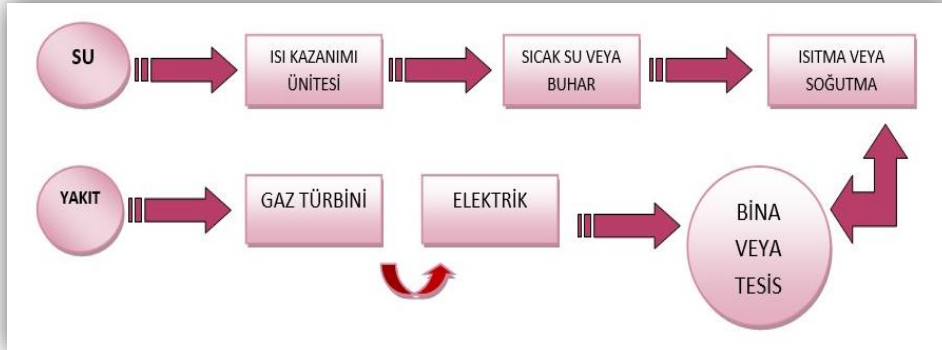 SU
ISI KAZANIMI
ÜNİTESİ
SICAK SU VEYA
BUHAR
ISITMA VEYA
SOĞUTMA
YAKIT
GAZ TÜRBİNİ
ELEKTRİK
BİNA
VEYA
TESİS